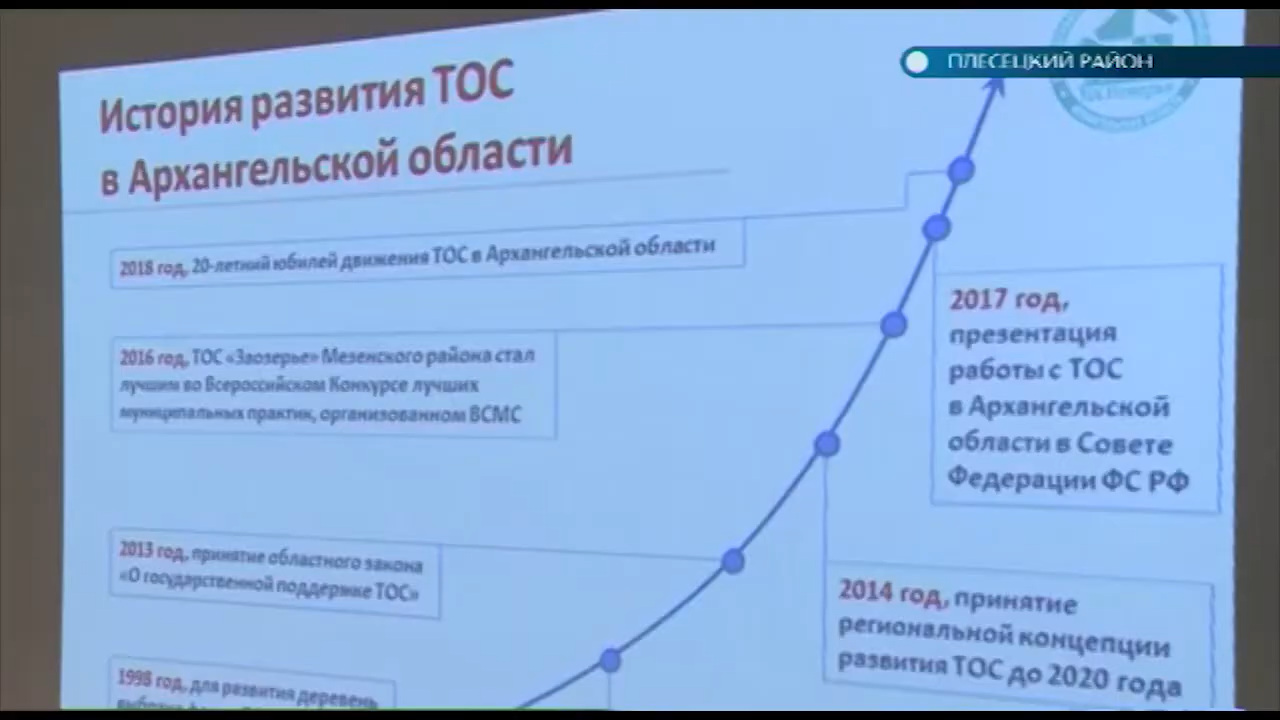 ПЛЕСЕЦКИЙ РАЙОН
История развития ТОС
в Архангельской области
2018 год, 20-летний юбилей движения ТОС в Архангельской области
2017 год,
презентация
работы с ТОС
в Архангельской
области в Совете
Федерации ФС РФ
2016 год, ТОС «Заозерье» Мезенского района стал
лучшим во Всероссийском Конкурсе лучших
муниципальных практик, организованном ВСМС
2013 год, принятие областного закона
«О государственной поддержке ТОС»
2014 год, принятие
региональной концепции
развития ТОС до 2020 года
1998 год, для развития деревень